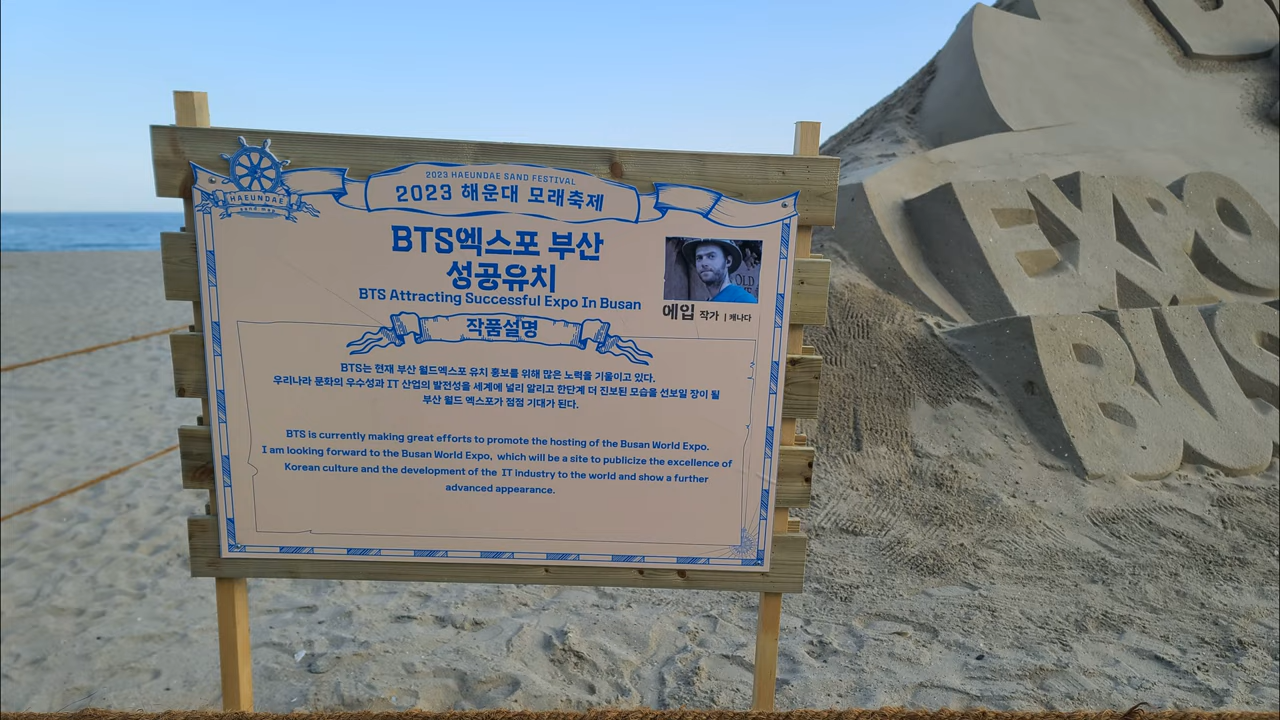 HAEUNDAE
sand map
2023 HAEUNDAE SAND FESTIVAL
2023 해운대 모래축제
BTS엑스포 부산
성공유치
BTS Attracting Successful Expo In Busan
OLD
에입 작가 | 캐나다
작품설명
BTS는 현재 부산 월드엑스포 유치 홍보를 위해 많은 노력을 기울이고 있다.
우리나라 문화의 우수성과 IT 산업의 발전성을 세계에 널리 알리고 한단계 더 진보된 모습을 선보일 장이 될
부산 월드 엑스포가 점점 기대가 된다.
BTS is currently making great efforts to promote the hosting of the Busan World Expo.
I am looking forward to the Busan World Expo, which will be a site to publicize the excellence of
Korean culture and the development of the IT industry to the world and show a further
advanced appearance.
EXPO
BUS